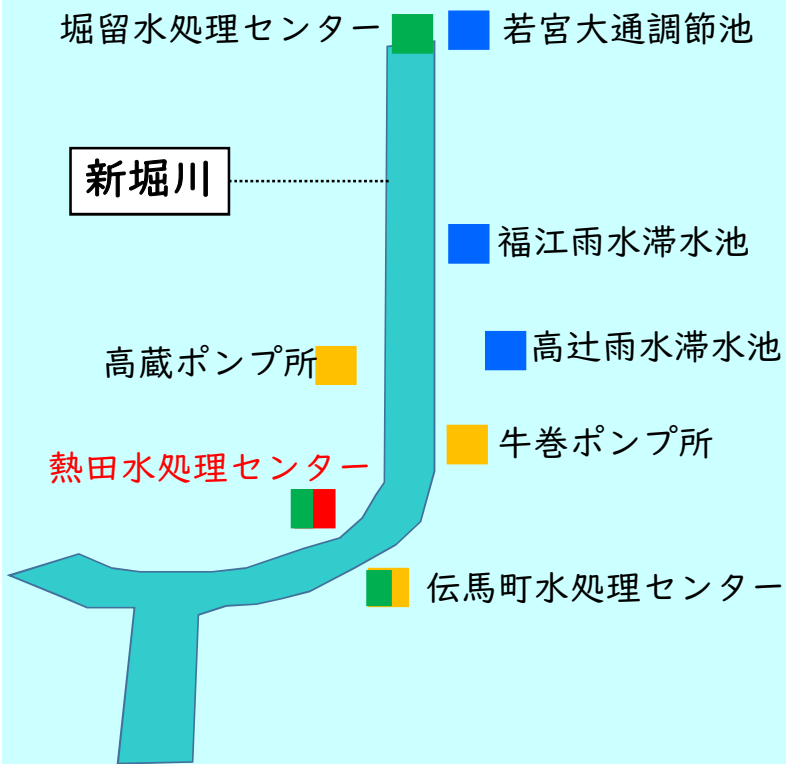 堀留水処理センター
若宮大通調節池
新堀川
福江雨水滞水池
高辻雨水滞水池
高蔵ポンプ所
牛巻ポンプ所
熱田水処理センター
伝馬町水処理センター